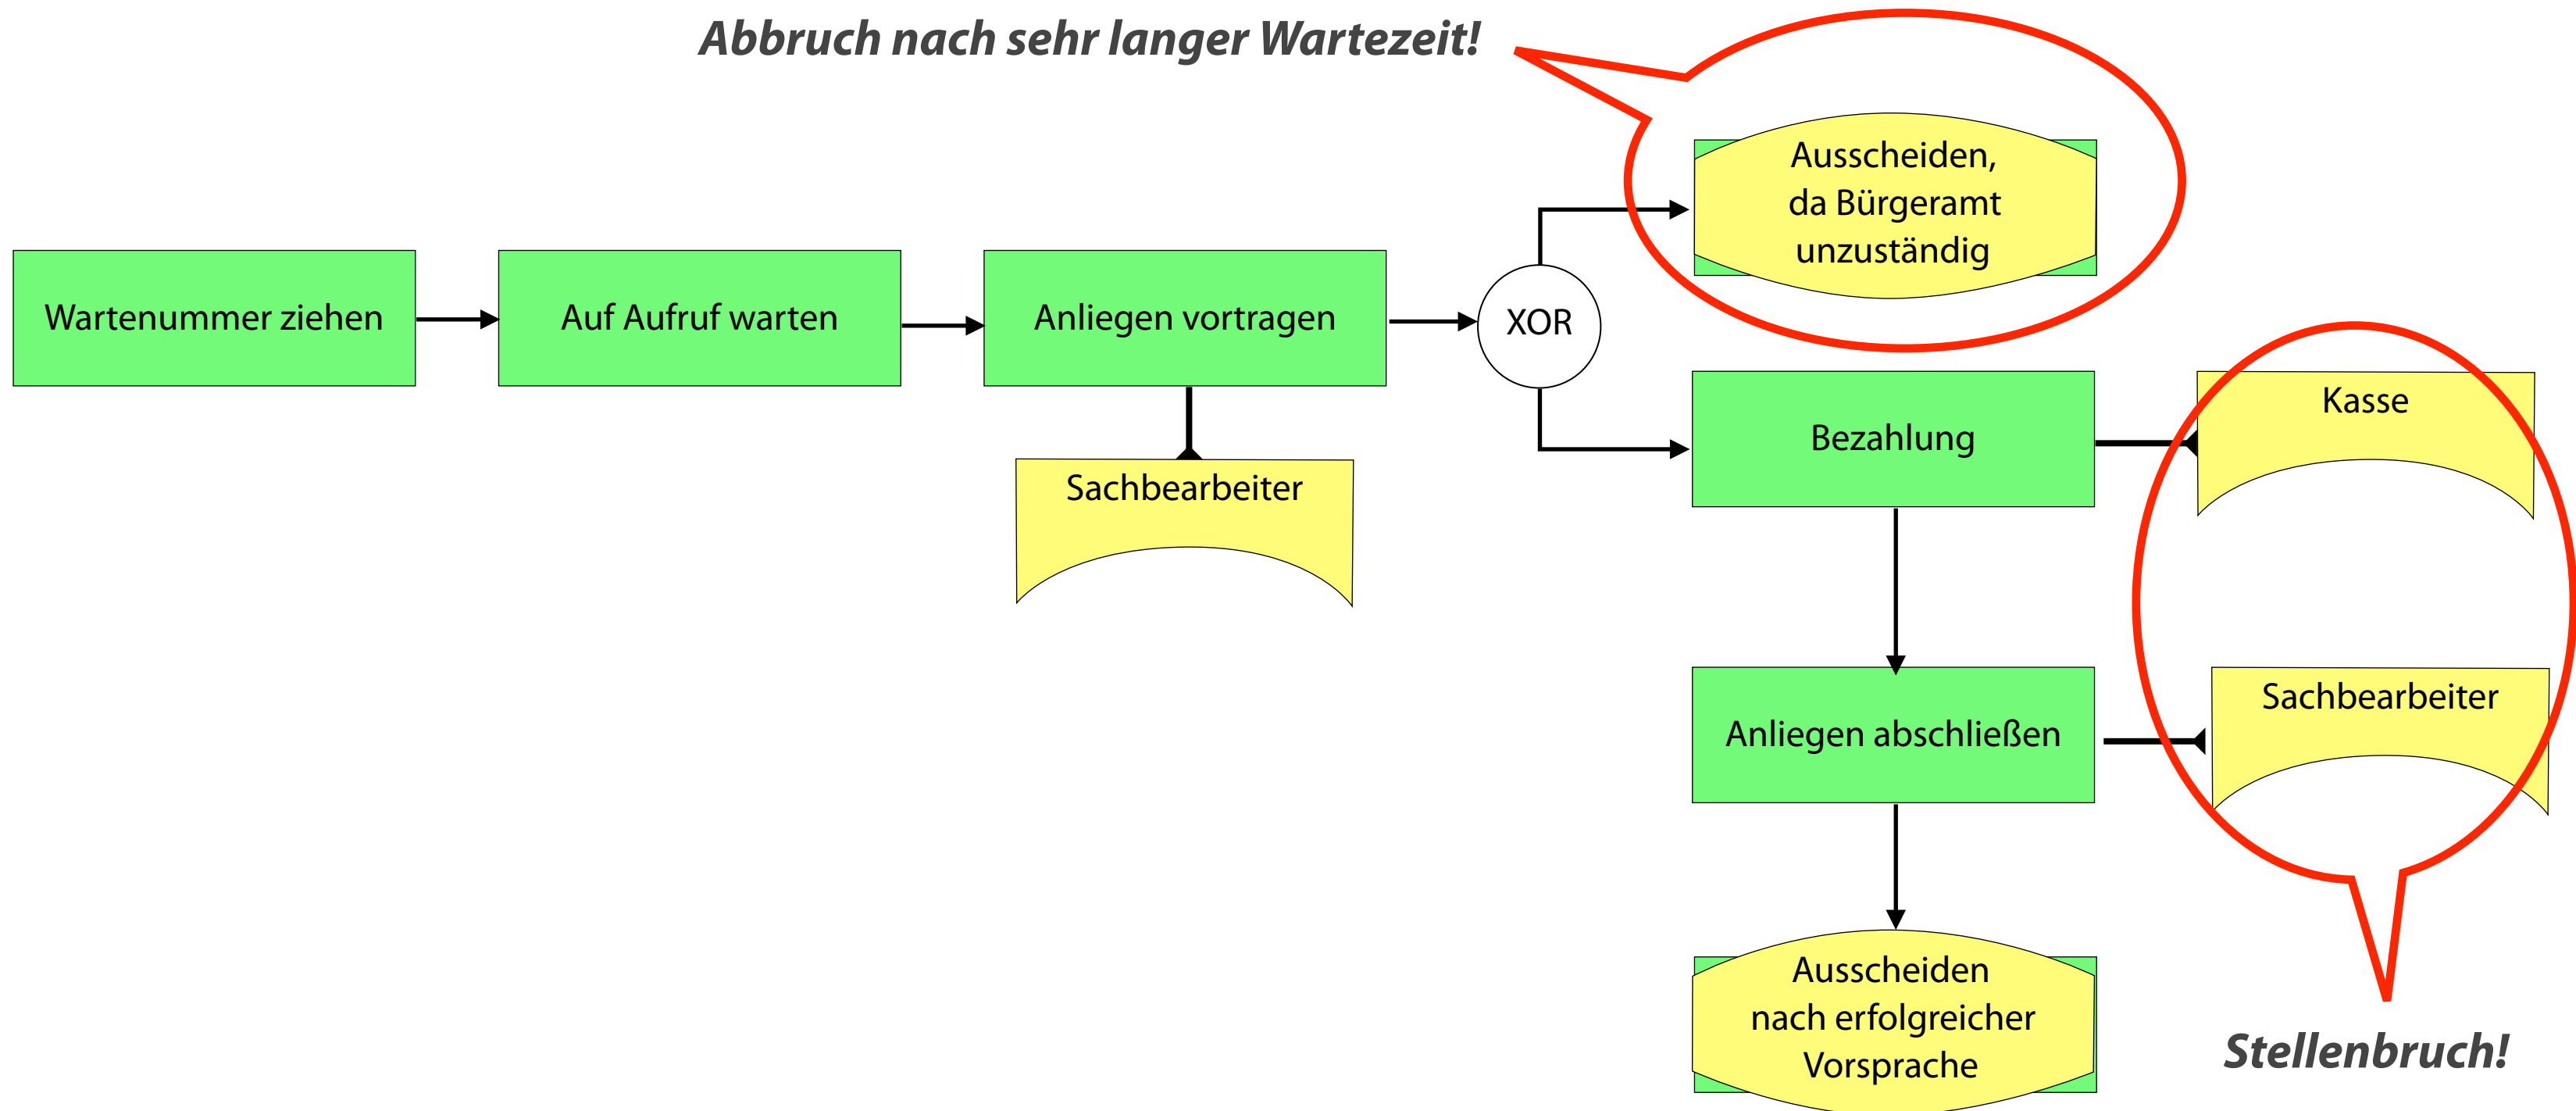 Abbruch nach sehr langer Wartezeit!
Ausscheiden,
da Bürgeramt
unzuständig
Wartenummer ziehen
Auf Aufruf warten
Anliegen vortragen
XOR
Sachbearbeiter
Bezahlung
Kasse
Anliegen abschließen
Sachbearbeiter
Ausscheiden
nach erfolgreicher
Vorsprache
Stellenbruch!